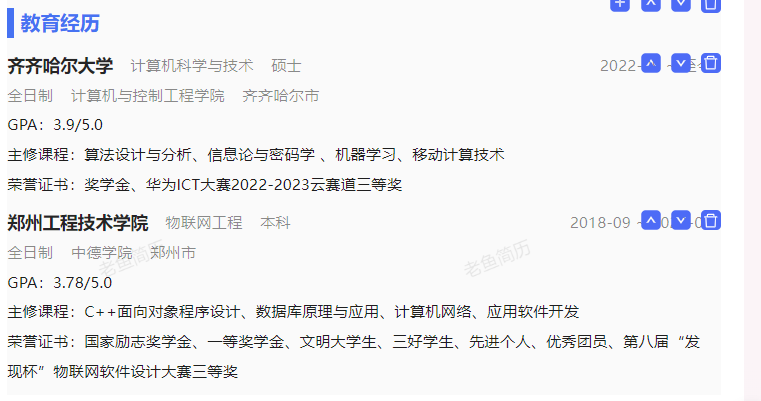 教育经历
齐齐哈尔大学 计算机科学与技术 硕士 2022-
全日制 计算机与控制工程学院 齐齐哈尔市
GPA：3.9/5.0
主修课程：算法设计与分析、信息论与密码学 、机器学习、移动计算技术
荣誉证书：奖学金、华为ICT大赛2022-2023云赛道三等奖
郑州工程技术学院 物联网工程 本科 2018-09 ~
全日制 中德学院 郑州市
老鱼简历 老鱼简历
GPA：3.78/5.0
主修课程：C++面向对象程序设计、数据库原理与应用、计算机网络、应用软件开发
荣誉证书：国家励志奖学金、一等奖学金、文明大学生、三好学生、先进个人、优秀团员、第八届“发
现杯”物联网软件设计大赛三等奖